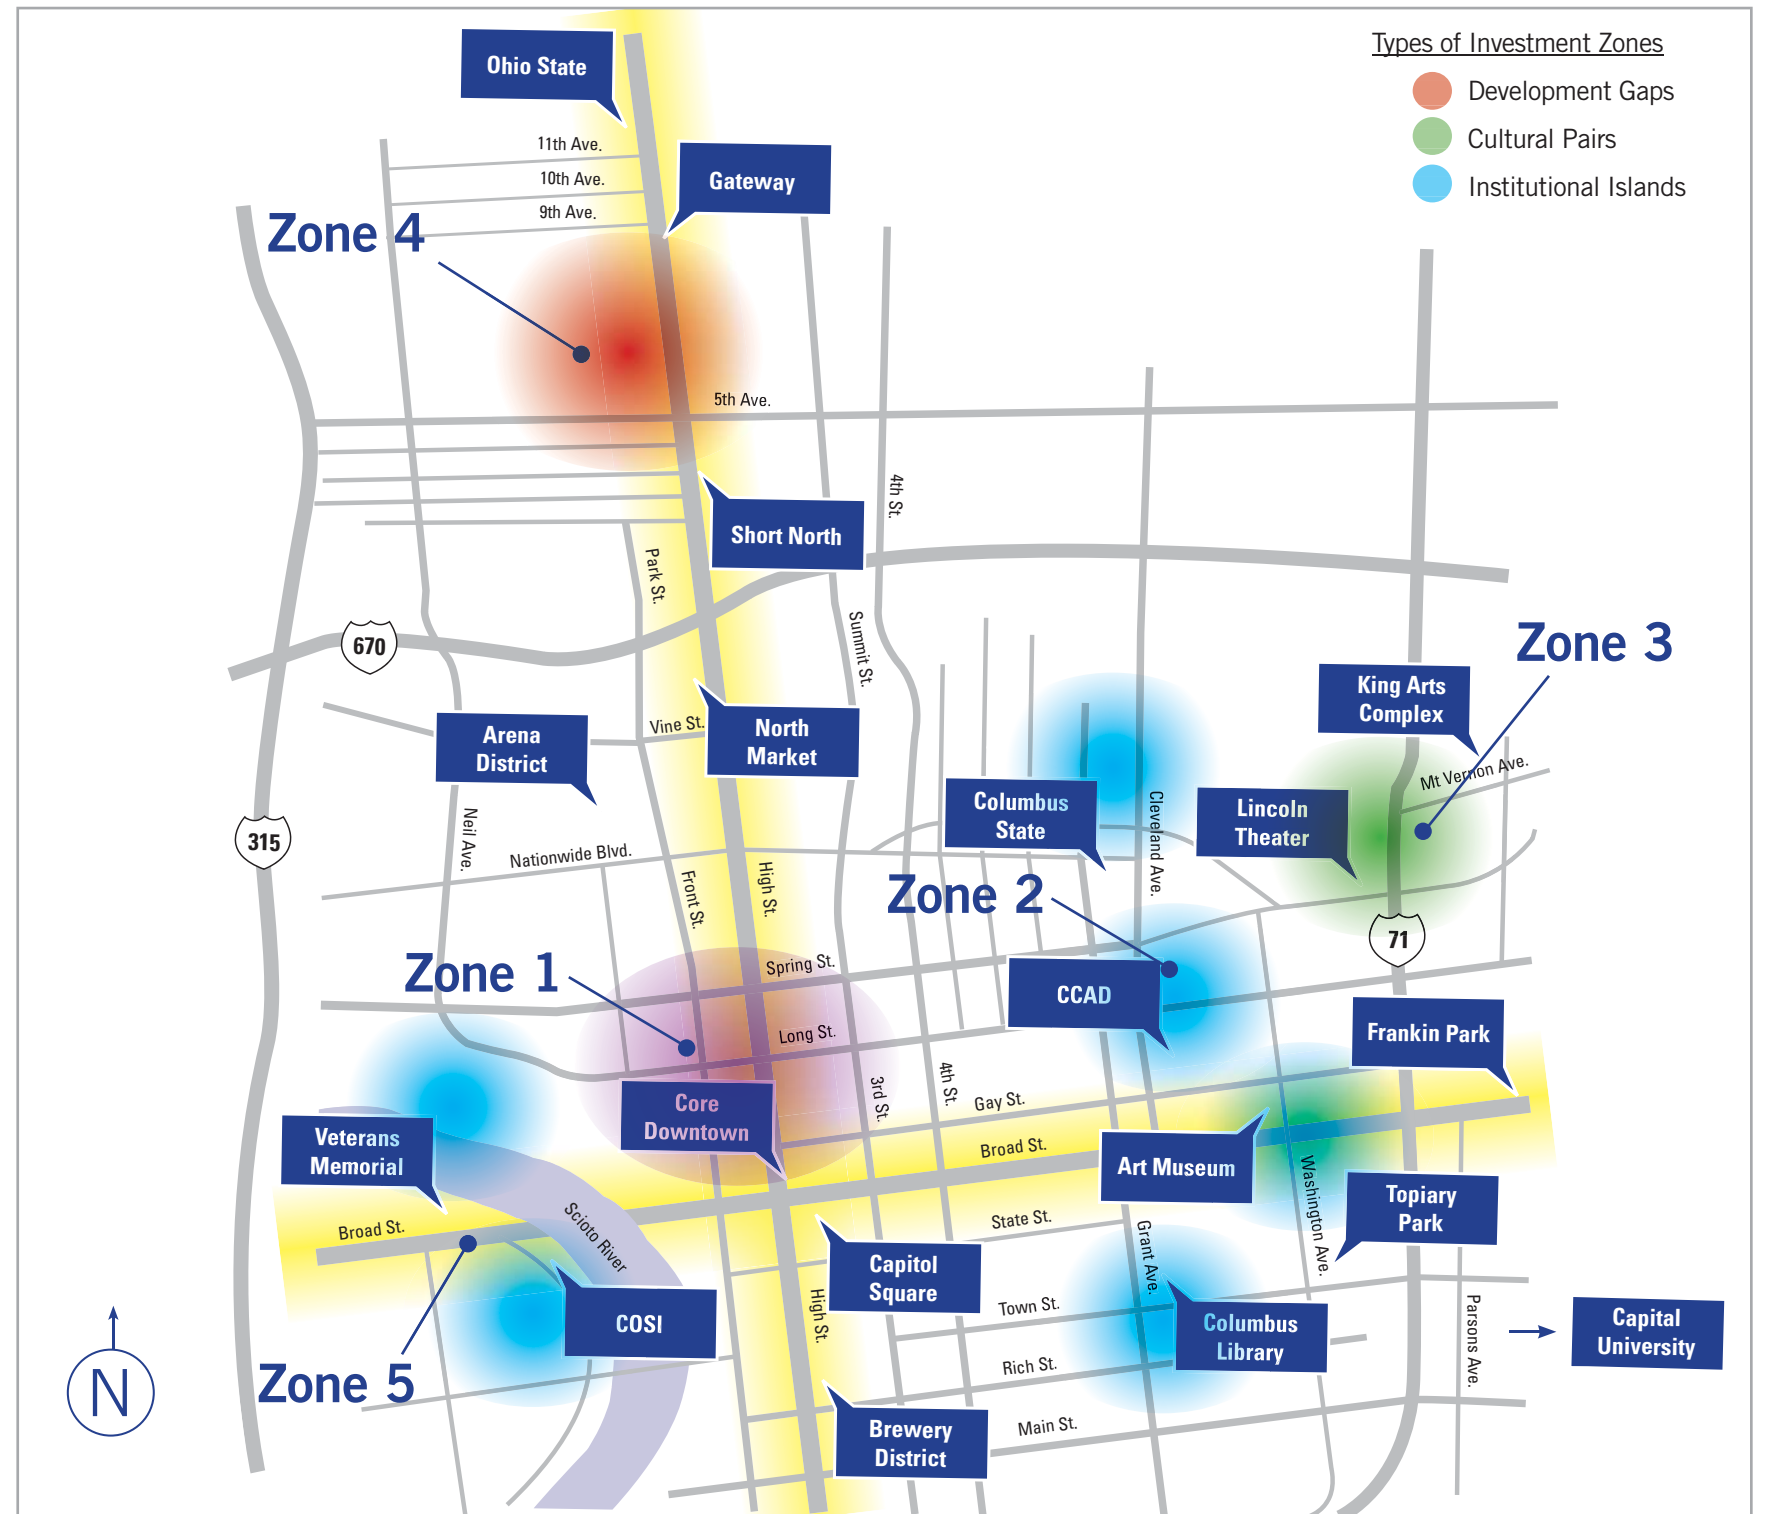 Types of Investment Zones
Development Gaps
Cultural Pairs
Institutional Islands
Ohio State
11th Ave.
10th Ave.
9th Ave.
Gateway
Zone 4
5th Ave.
4th St.
Short North
Park St.
670
Summit St.
Zone 3
King Arts
Complex
Arena
District
Vine St.
North
Market
Mt Vernon Ave.
Columbus
State
Cleveland Ave.
Lincoln
Theater
315
Neil Ave.
Nationwide Blvd.
Front St.
High St.
Zone 2
71
Zone 1
Spring St.
CCAD
Long St.
Frankin Park
Core
Downtown
3rd St.
4th St.
Gay St.
Veterans
Memorial
Broad St.
Art Museum
Washington Ave.
Topiary
Park
Broad St.
Scioto River
State St.
Grant Ave.
Capitol
Square
COSI
High St.
Town St.
Columbus
Library
Parsons Ave.
Capital
University
Rich St.
Zone 5
N
Brewery
District
Main St.